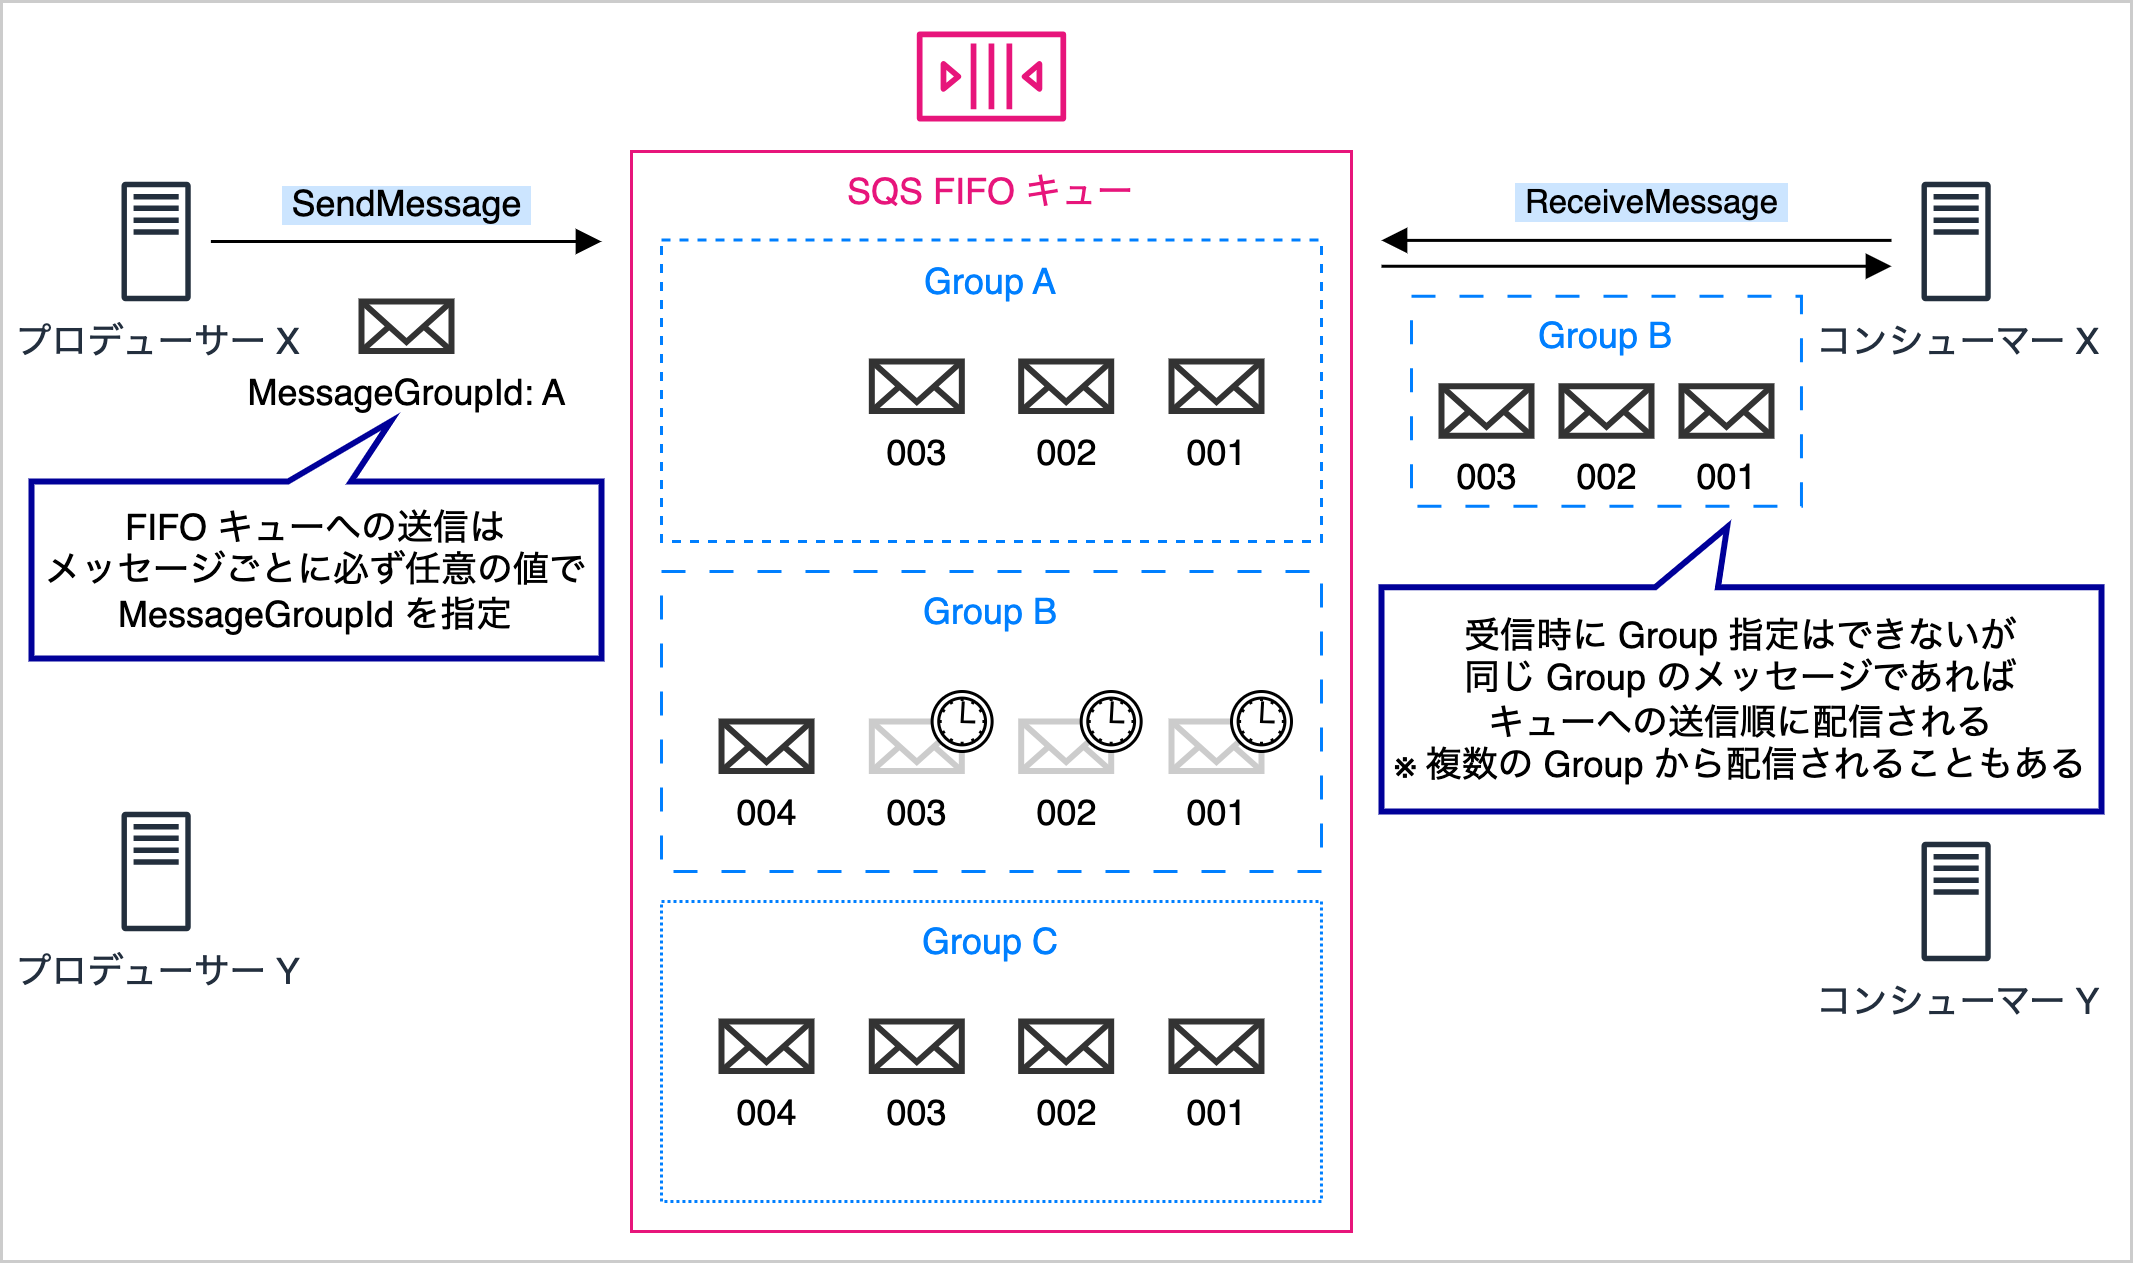 SendMessage
プロデューサー X
MessageGroupId: A
FIFO キューへの送信は
メッセージごとに必ず任意の値で
MessageGroupId を指定
プロデューサー Y
SQS FIFO キュー
Group A
003 002 001
Group B
004 003 002 001
Group C
004 003 002 001
ReceiveMessage
コンシューマー X
Group B
003 002 001
受信時に Group 指定はできないが
同じ Group のメッセージであれば
キューへの送信順に配信される
※ 複数の Group から配信されることもある
コンシューマー Y